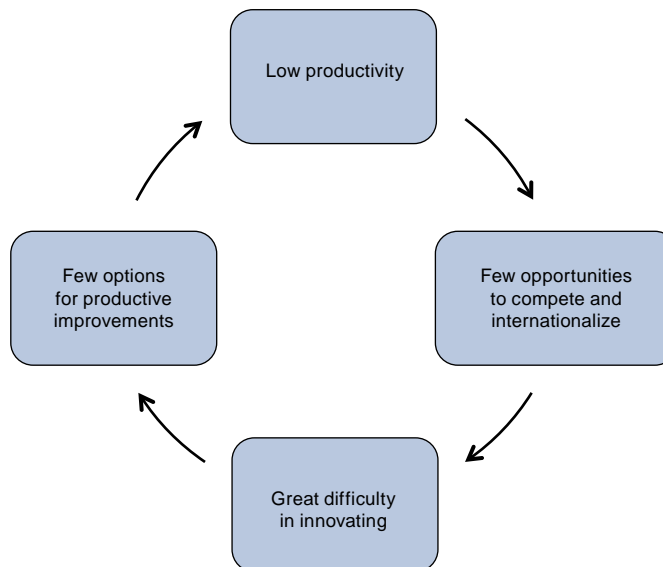 Low productivity
Few options
for productive
improvements
Few opportunities
to compete and
internationalize
Great difficulty
in innovating